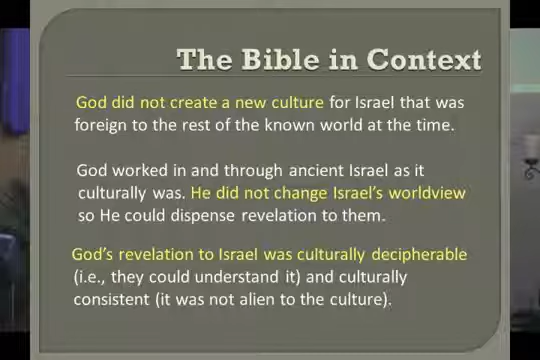 The Bible in Context
God did not create a new culture for Israel that was
foreign to the rest of the known world at the time.
God worked in and through ancient Israel as it
culturally was. He did not change Israel's worldview
so He could dispense revelation to them.
God's revelation to Israel was culturally decipherable
(i.e., they could understand it) and culturally
consistent (it was not alien to the culture).